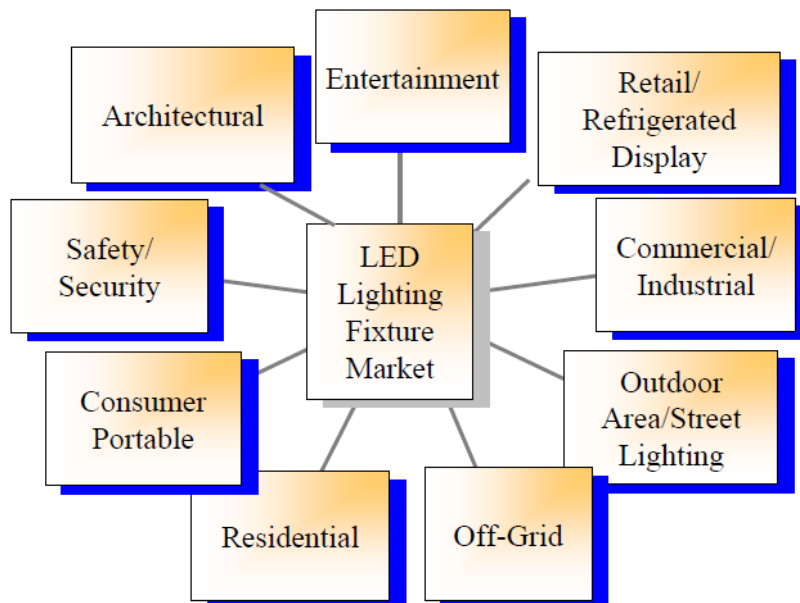 Entertainment
Architectural
Retail/
Refrigerated
Display
Safety/
Security
LED
Lighting
Fixture
Market
Commercial/
Industrial
Consumer
Portable
Outdoor
Area/Street
Lighting
Residential
Off-Grid